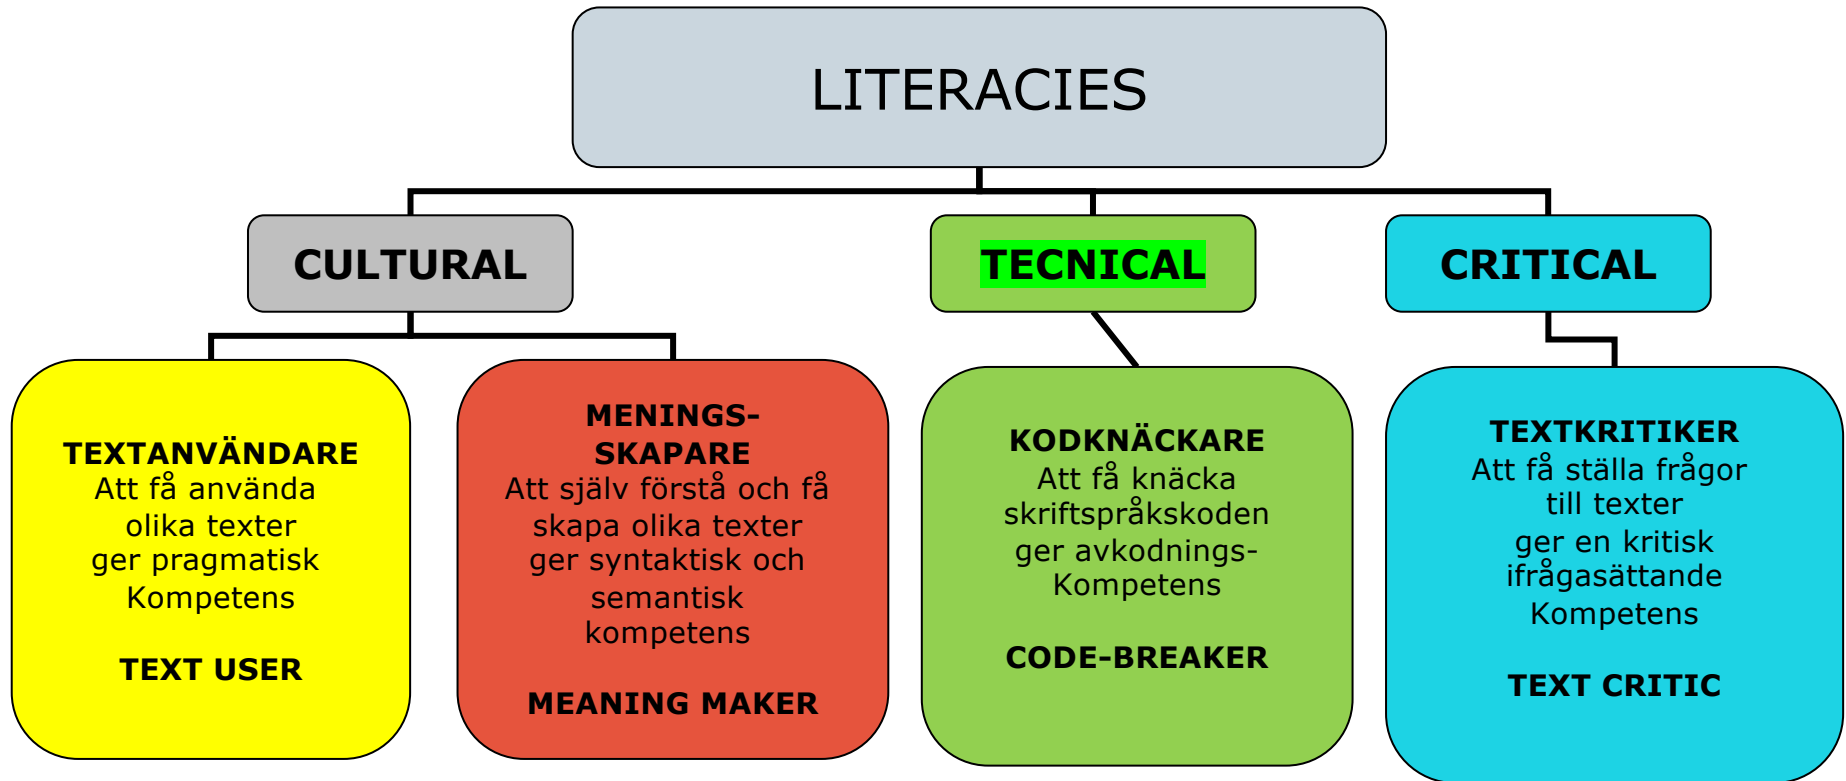 LITERACIES
CULTURAL
TECNICAL
CRITICAL
TEXTANVÄNDARE
Att få använda
olika texter
ger pragmatisk
Kompetens
TEXT USER
MENINGS-
SKAPARE
Att själv förstå och få
skapa olika texter
ger syntaktisk och
semantisk
kompetens
MEANING MAKER
KODKNÄCKARE
Att få knäcka
skriftspråkskoden
ger avkodnings-
Kompetens
CODE-BREAKER
TEXTKRITIKER
Att få ställa frågor
till texter
ger en kritisk
ifrågasättande
Kompetens
TEXT CRITIC